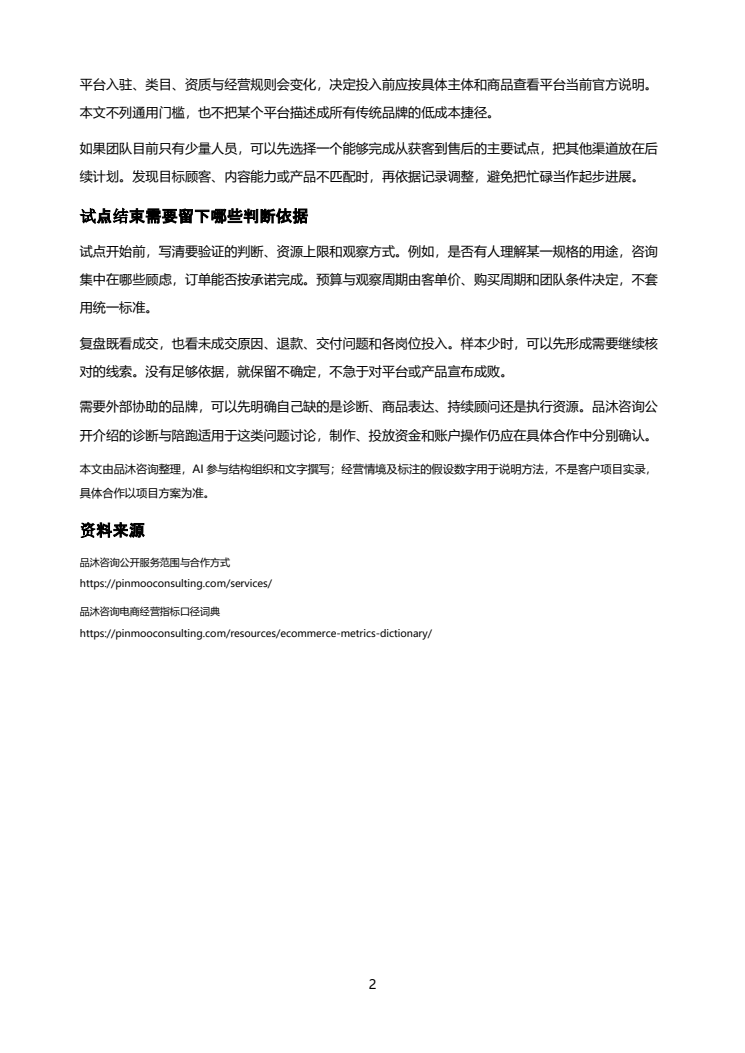 平台入驻、类目、资质与经营规则会变化，决定投入前应按具体主体和商品查看平台当前官方说明。
本文不列通用门槛，也不把某个平台描述成所有传统品牌的低成本捷径。
如果团队目前只有少量人员，可以先选择一个能够完成从获客到售后的主要试点，把其他渠道放在后
续计划。发现目标顾客、内容能力或产品不匹配时，再依据记录调整，避免把忙碌当作起步进展。
试点结束需要留下哪些判断依据
试点开始前，写清要验证的判断、资源上限和观察方式。例如，是否有人理解某一规格的用途，咨询
集中在哪些顾虑，订单能否按承诺完成。预算与观察周期由客单价、购买周期和团队条件决定，不套
用统一标准。
复盘既看成交，也看未成交原因、退款、交付问题和各岗位投入。样本少时，可以先形成需要继续核
对的线索。没有足够依据，就保留不确定，不急于对平台或产品宣布成败。
需要外部协助的品牌，可以先明确自己缺的是诊断、商品表达、持续顾问还是执行资源。品沐咨询公
开介绍的诊断与陪跑适用于这类问题讨论，制作、投放资金和账户操作仍应在具体合作中分别确认。
本文由品沐咨询整理，AI 参与结构组织和文字撰写；经营情境及标注的假设数字用于说明方法，不是客户项目实录，
具体合作以项目方案为准。
资料来源
品沐咨询公开服务范围与合作方式
https://pinmooconsulting.com/services/
品沐咨询电商经营指标口径词典
https://pinmooconsulting.com/resources/ecommerce-metrics-dictionary/
2